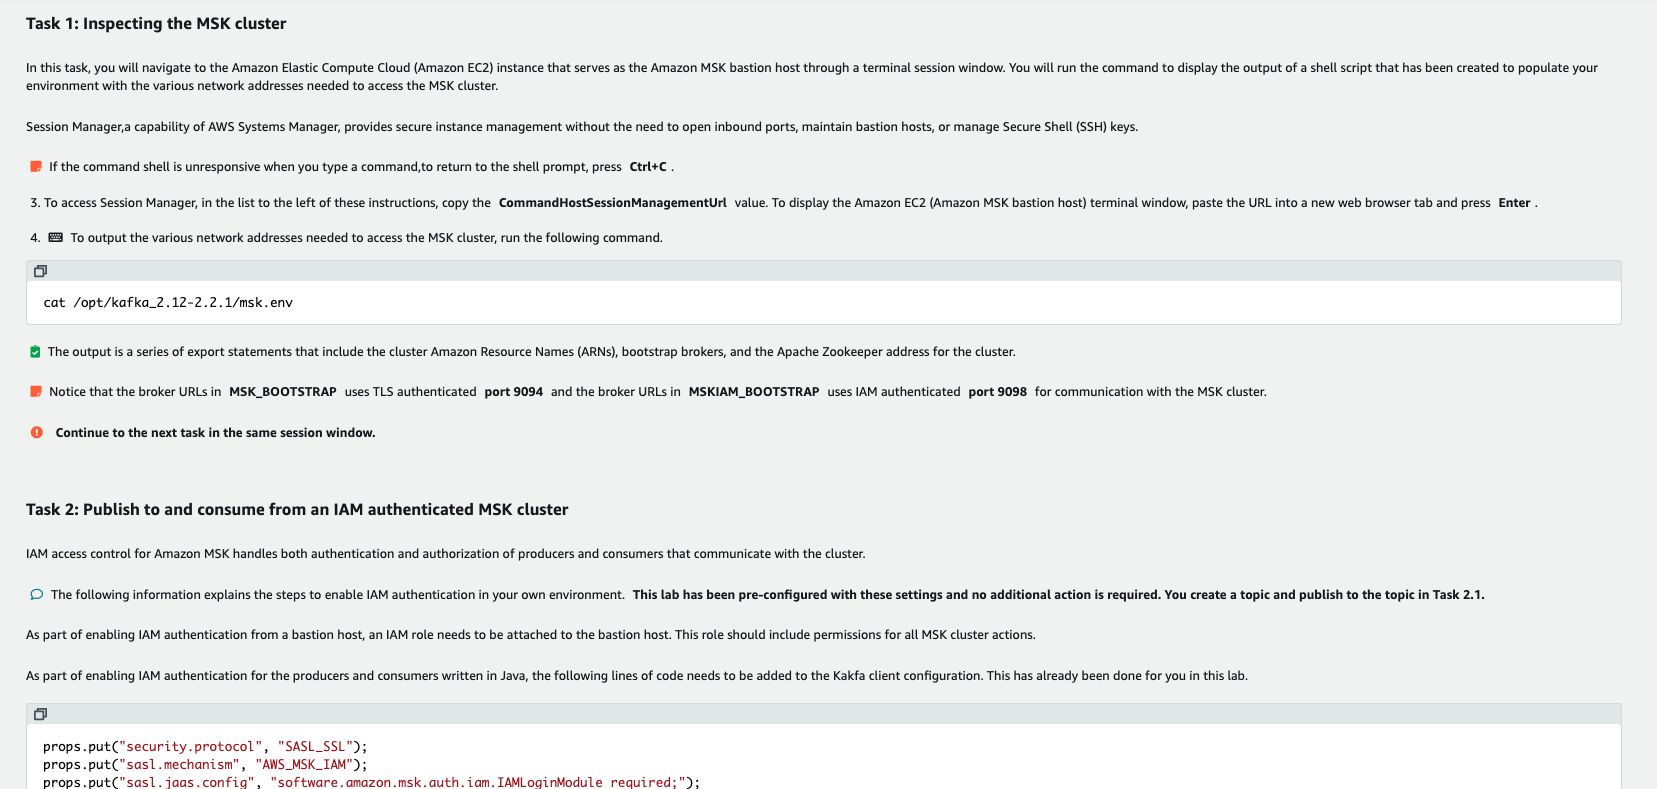 Task 1: Inspecting the MSK cluster
In this task, you will navigate to the Amazon Elastic Compute Cloud (Amazon EC2) instance that serves as the Amazon MSK bastion host through a terminal session window. You will run the command to display the output of a shell script that has been created to populate your
environment with the various network addresses needed to access the MSK cluster.
Session Manager,a capability of AWS Systems Manager, provides secure instance management without the need to open inbound ports, maintain bastion hosts, or manage Secure Shell (SSH) keys.
If the command shell is unresponsive when you type a command,to return to the shell prompt, press Ctrl+C .
3. To access Session Manager, in the list to the left of these instructions, copy the CommandHostSessionManagementUrl value. To display the Amazon EC2 (Amazon MSK bastion host) terminal window, paste the URL into a new web browser tab and press Enter .
4. To output the various network addresses needed to access the MSK cluster, run the following command.
cat /opt/kafka_2.12-2.2.1/msk.env
The output is a series of export statements that include the cluster Amazon Resource Names (ARNs), bootstrap brokers, and the Apache Zookeeper address for the cluster.
Notice that the broker URLs in MSK_BOOTSTRAP uses TLS authenticated port 9094 and the broker URLs in MSKIAM_BOOTSTRAP uses IAM authenticated port 9098 for communication with the MSK cluster.
Continue to the next task in the same session window.
Task 2: Publish to and consume from an IAM authenticated MSK cluster
IAM access control for Amazon MSK handles both authentication and authorization of producers and consumers that communicate with the cluster.
The following information explains the steps to enable IAM authentication in your own environment. This lab has been pre-configured with these settings and no additional action is required. You create a topic and publish to the topic in Task 2.1.
As part of enabling IAM authentication from a bastion host, an IAM role needs to be attached to the bastion host. This role should include permissions for all MSK cluster actions.
As part of enabling IAM authentication for the producers and consumers written in Java, the following lines of code needs to be added to the Kakfa client configuration. This has already been done for you in this lab.
props.put("security.protocol", "SASL_SSL");
props.put("sasl.mechanism", "AWS_MSK_IAM");
props.put("sasl.jaas.config", "software.amazon.msk.auth.iam.IAMLoginModule required;");